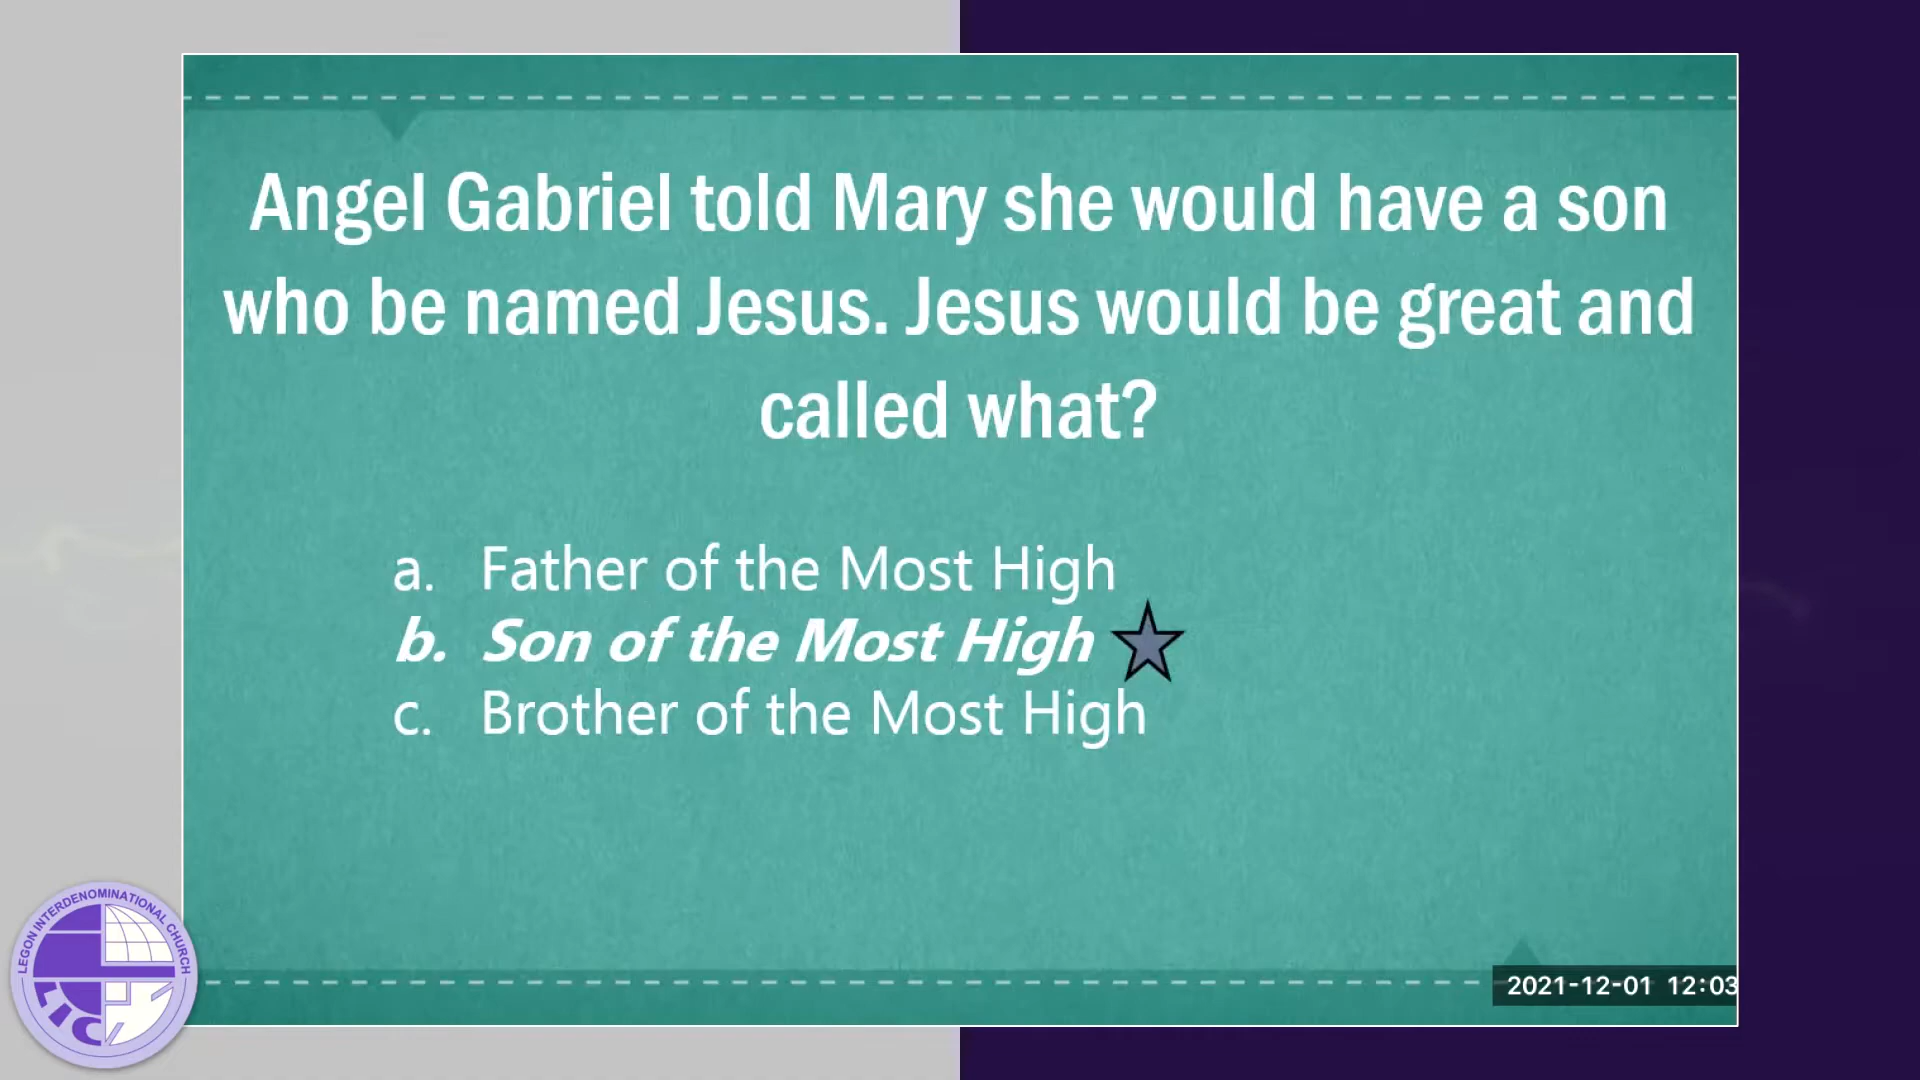 Angel Gabriel told Mary she would have a son
who be named Jesus. Jesus would be great and
called what?
a. Father of the Most High
b. Son of the Most High
c. Brother of the Most High
LEGON INTERDENOMINATIONAL CHURCH
LIC
2021-12-01 12:03